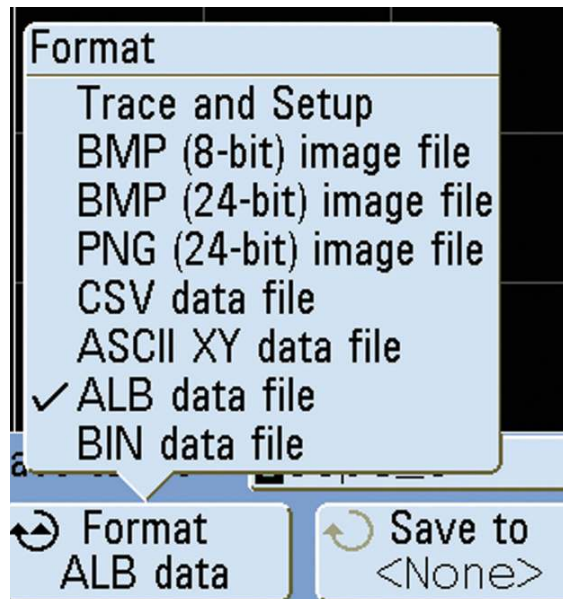 Format
Trace and Setup
BMP (8-bit) image file
BMP (24-bit) image file
PNG (24-bit) image file
CSV data file
ASCII XY data file
ALB data file
BIN data file
Format
Save to
ALB data
<None>